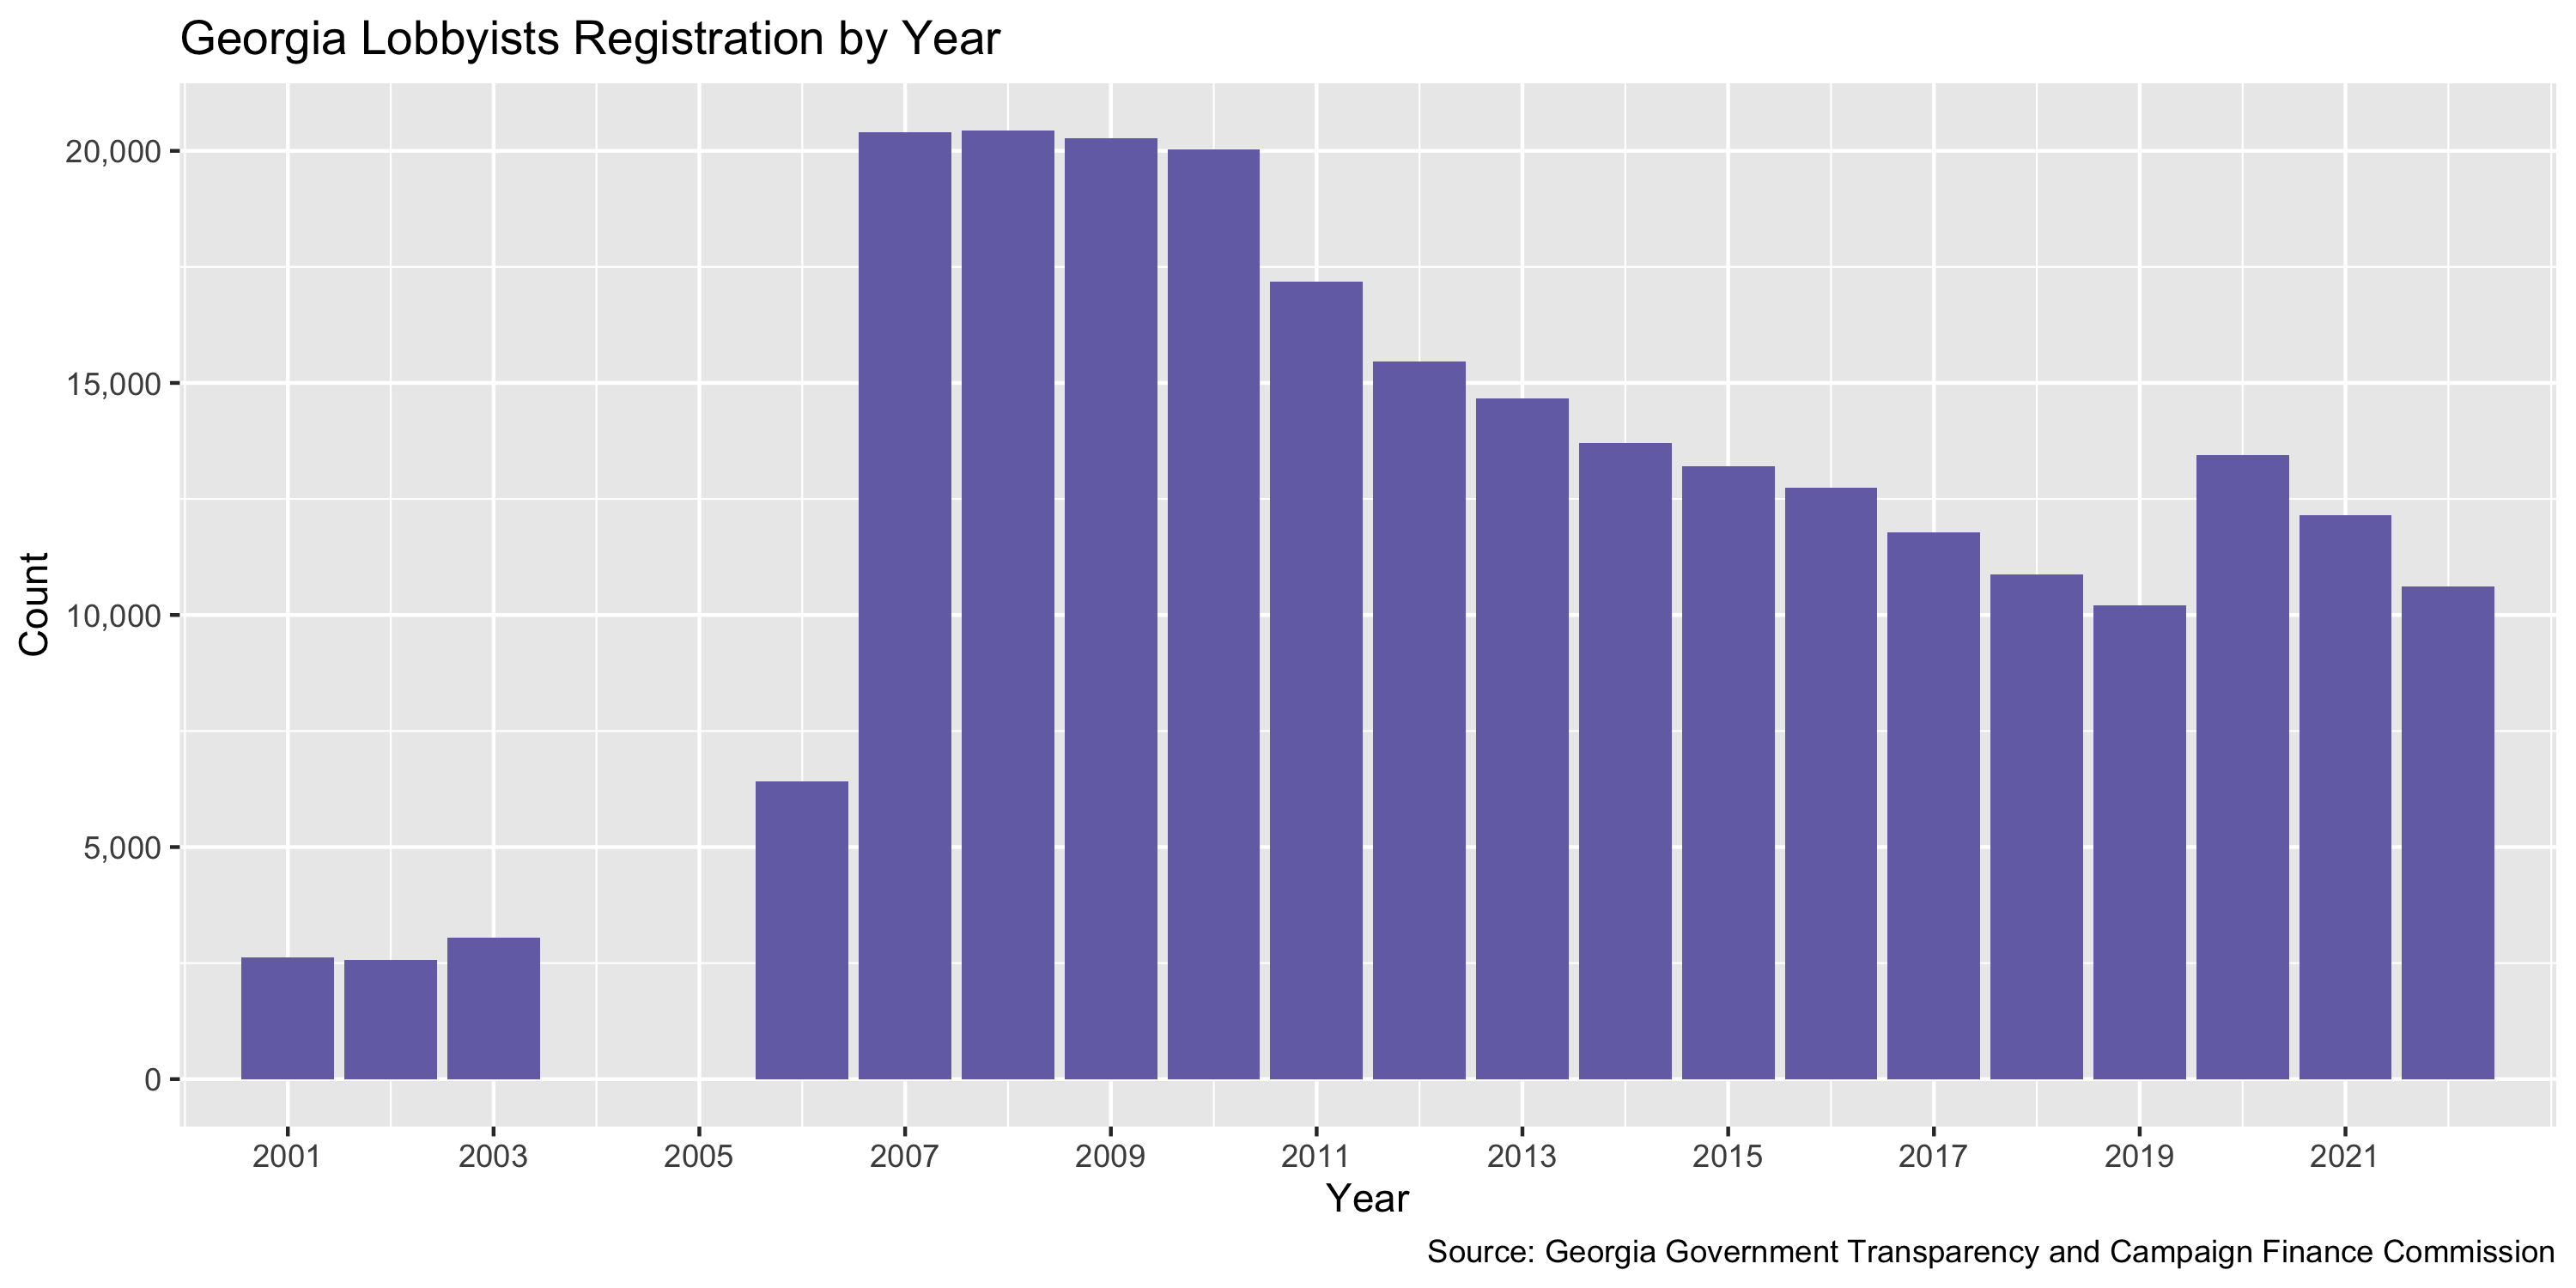 Georgia Lobbyists Registration by Year
20,000
15,000
10,000
5,000
0
Count
2001 2003 2005 2007 2009 2011 2013 2015 2017 2019 2021
Year
Source: Georgia Government Transparency and Campaign Finance Commission